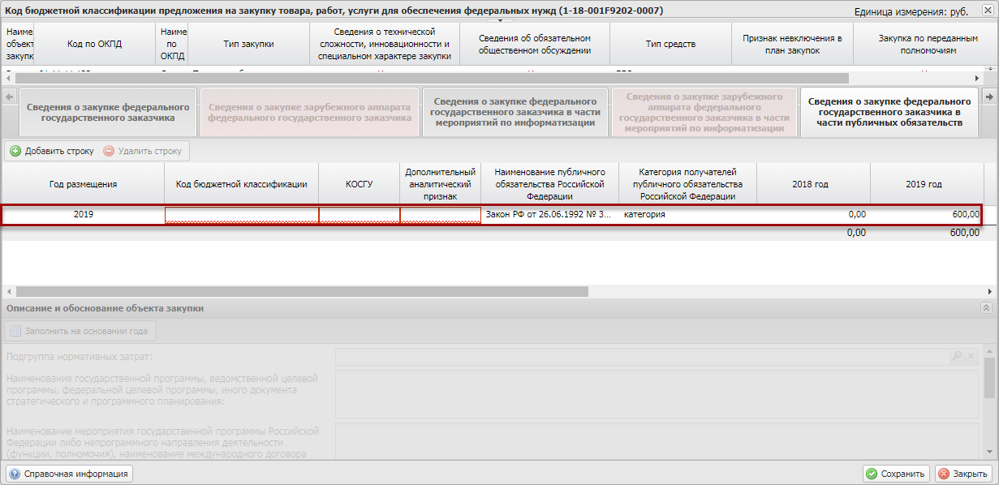 Код бюджетной классификации предложения на закупку товара, работ, услуги для обеспечения федеральных нужд (1-18-001F9202-0007)
Единица измерения: руб.
Наиме объект закупк
Код по ОКПД
Наиме по ОКПД
Тип закупки
Сведения о технической сложности, инновационности и специальном характере закупки
Сведения об обязательном общественном обсуждении
Тип средств
Признак невключения в план закупок
Закупка по переданным полномочиям
Сведения о закупке федерального
государственного заказчика
Сведения о закупке зарубежного аппарата
федерального государственного заказчика
Сведения о закупке федерального
государственного заказчика в части
мероприятий по информатизации
Сведения о закупке зарубежного
аппарата федерального
государственного заказчика в части
мероприятий по информатизации
Сведения о закупке федерального
государственного заказчика в
части публичных обязательств
Добавить строку
Удалить строку
Год размещения
Код бюджетной классификации
КОСГУ
Дополнительный
аналитический
признак
Наименование публичного
обязательства Российской
Федерации
Категория получателей
публичного обязательства
Российской Федерации
2018 год
2019 год
2019
Закон РФ от 26.06.1992 № 3...
категория
0,00
600,00
0,00
600,00
Описание и обоснование объекта закупки
Заполнить на основании года
Подгруппа нормативных затрат:
Наименование государственной программы, ведомственной целевой
программы, федеральной целевой программы, иного документа
стратегического и программного планирования:
Наименование мероприятия государственной программы Российской
Федерации либо непрограммного направления деятельности
(функции, полномочия), наименование международного договора
Справочная информация
Сохранить
Закрыть